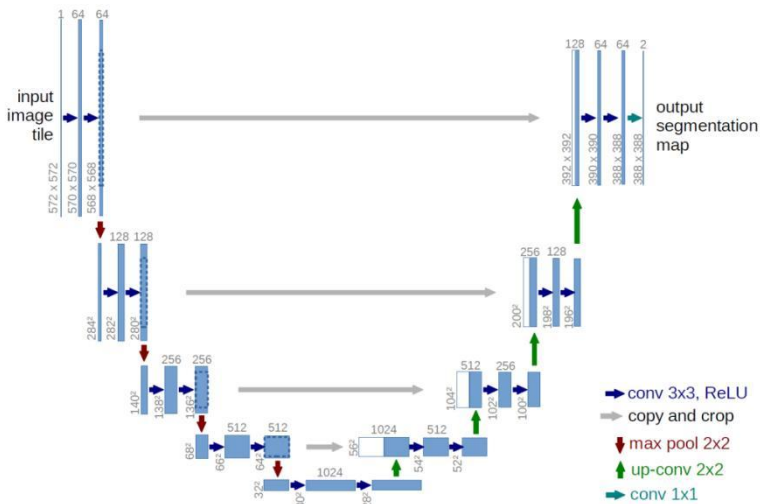 1 64 64
128 64 64 2
input
image
tile
output
segmentation
map
572 x 572
570 x 570
568 x 568
392 x 392
390 x 390
388 x 388
388 x 388
128 128
256 128
284²
282²
280²
200²
198²
196²
256 256
512 256
140²
138²
136²
104²
102²
100²
512 512
1024 512
68²
66²
64²
56²
54²
52²
1024
32²
conv 3x3, ReLU
copy and crop
max pool 2x2
up-conv 2x2
conv 1x1